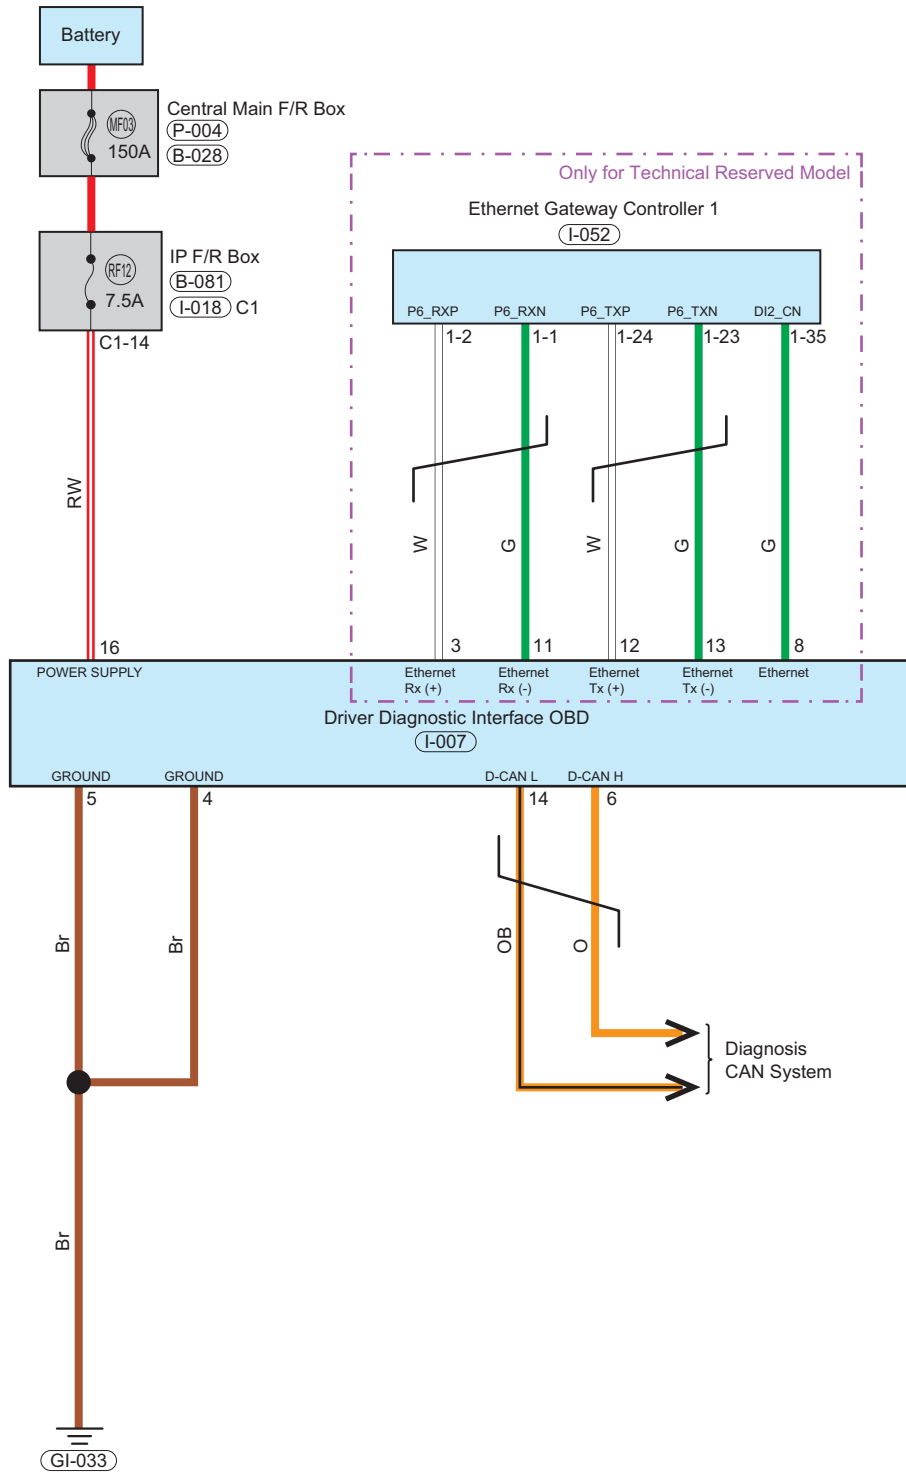 Battery
MF03
150A
Central Main F/R Box
P-004
B-028
Only for Technical Reserved Model
Ethernet Gateway Controller 1
I-052
RF12
7.5A
IP F/R Box
B-081
I-018 C1
C1-14
P6_RXP P6_RXN P6_TXP P6_TXN DI2_CN
1-2 1-1 1-24 1-23 1-35
RW
W G W G G
16 3 11 12 13 8
POWER SUPPLY
Ethernet Rx (+)
Ethernet Rx (-)
Ethernet Tx (+)
Ethernet Tx (-)
Ethernet
Driver Diagnostic Interface OBD
I-007
GROUND GROUND D-CAN L D-CAN H
5 4 14 6
Br Br OB O
Diagnosis
CAN System
Br
GI-033